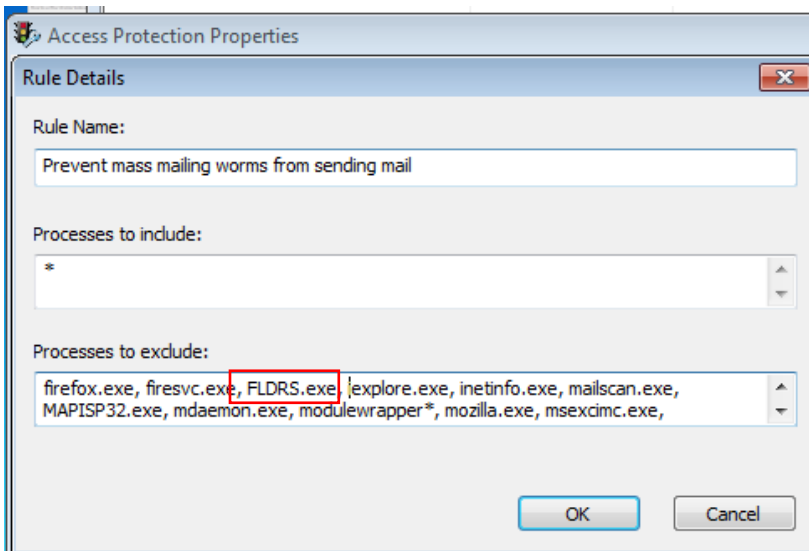 Access Protection Properties
Rule Details
Rule Name:
Prevent mass mailing worms from sending mail
Processes to include:
*
Processes to exclude:
firefox.exe, firesvc.exe, FLDRS.exe, iexplore.exe, inetinfo.exe, mailscan.exe,
MAPISP32.exe, mdaemon.exe, modulewrapper*, mozilla.exe, msexcimc.exe,
OK Cancel